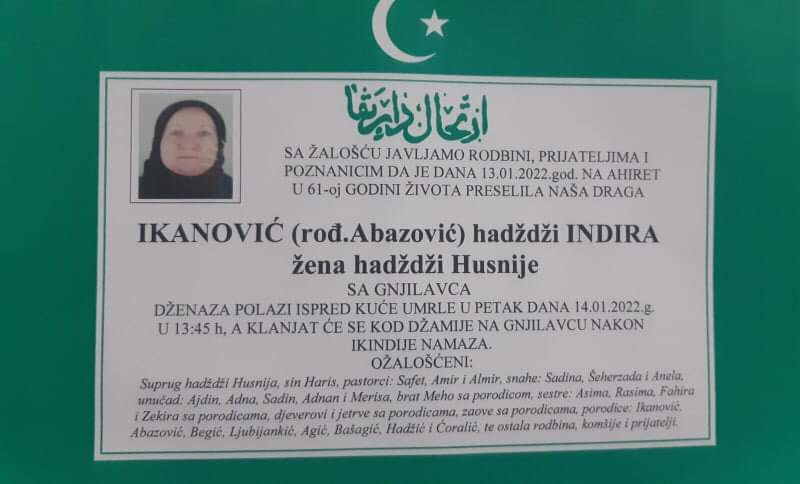 ارتحال دار بقا
SA ŽALOŠĆU JAVLJAMO RODBINI, PRIJATELJIMA I
POZNANICIM DA JE DANA 13.01.2022.god. NA AHIRET
U 61-oj GODINI ŽIVOTA PRESELILA NAŠA DRAGA
IKANOVIĆ (rođ.Abazović) hadždži INDIRA
žena hadždži Husnije
SA GNJILAVCA
DŽENAZA POLAZI ISPRED KUĆE UMRLE U PETAK DANA 14.01.2022.g.
U 13:45 h, A KLANJAT ĆE SE KOD DŽAMIJE NA GNJILAVCU NAKON
IKINDIJE NAMAZA.
OŽALOŠĆENI:
Suprug hadždži Husnija, sin Haris, pastorci: Safet, Amir i Almir, snahe: Sadina, Šeherzada i Anela,
unučad: Ajdin, Adna, Sadin, Adnan i Merisa, brat Meho sa porodicom, sestre: Asima, Rasima, Fahira
i Zekira sa porodicama, djeverovi i jetrve sa porodicama, zaove sa porodicama, porodice: Ikanović,
Abazović, Begić, Ljubijankić, Agić, Bašagić, Hadžić i Ćoralić, te ostala rodbina, komšije i prijatelji.